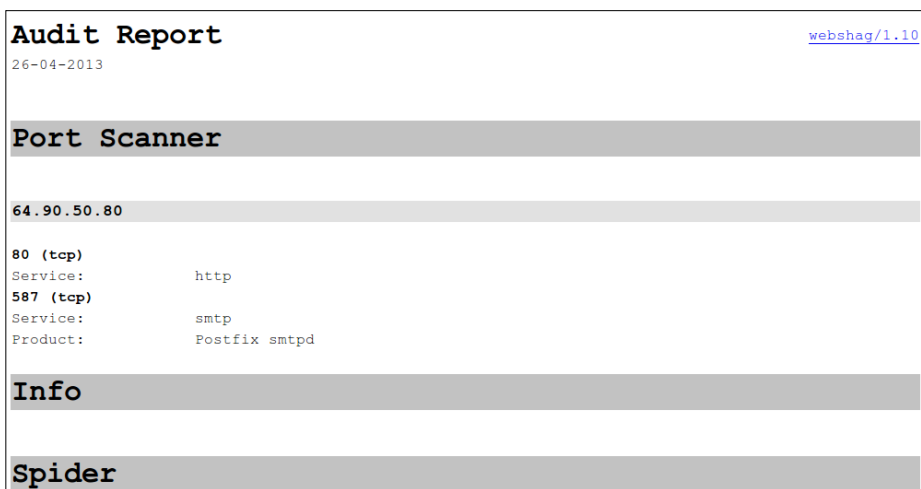 Audit Report
webshag/1.10
26-04-2013
Port Scanner
64.90.50.80
80 (tcp)
Service: http
587 (tcp)
Service: smtp
Product: Postfix smtpd
Info
Spider